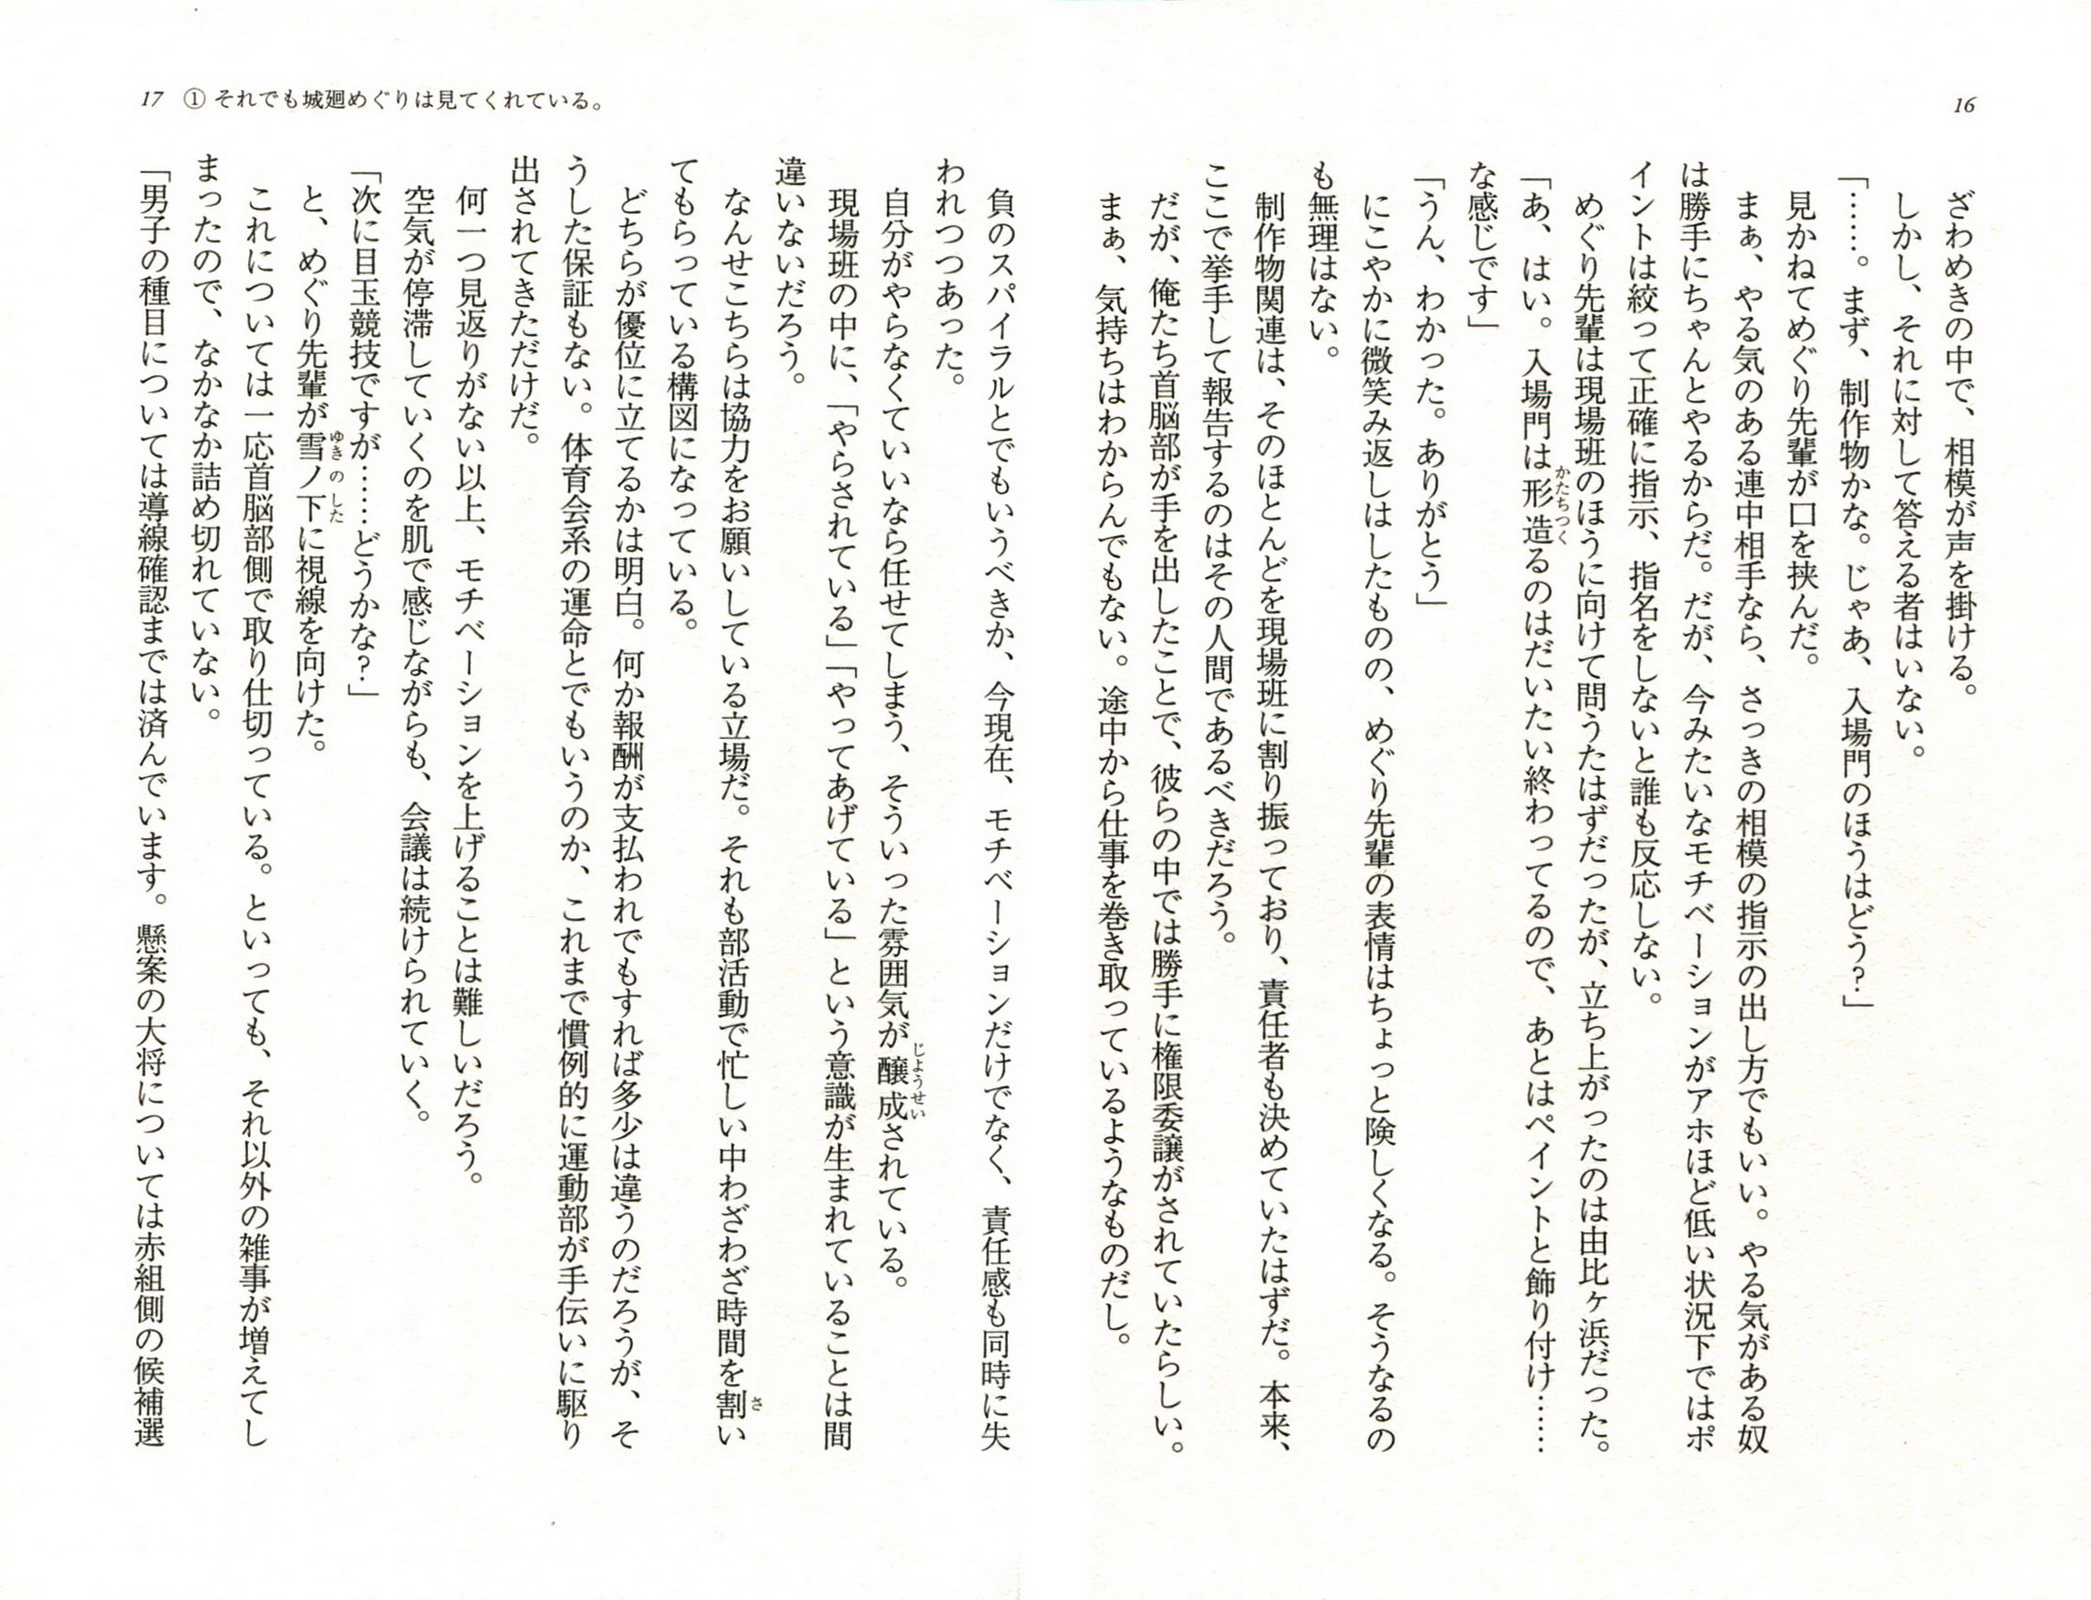 16
ざわめきの中で、相模が声を掛ける。
しかし、それに対して答える者はいない。
「……。まず、制作物かな。じゃあ、入場門のほうはどう？」
見かねてめぐり先輩が口を挟んだ。
まぁ、やる気のある連中相手なら、さっきの相模の指示の出し方でもいい。やる気がある奴
は勝手にちゃんとやるからだ。だが、今みたいなモチベーションがアホほど低い状況下ではポ
イントは絞って正確に指示、指名をしないと誰も反応しない。
めぐり先輩は現場班のほうに向けて問うたはずだったが、立ち上がったのは由比ヶ浜だった。
「あ、はい。入場門は形造るのはだいたい終わってるので、あとはペイントと飾り付け……
な感じです」
「うん、わかった。ありがとう」
にこやかに微笑み返しはしたものの、めぐり先輩の表情はちょっと険しくなる。そうなるの
も無理はない。
制作物関連は、そのほとんどを現場班に割り振っており、責任者も決めていたはずだ。本来、
ここで挙手して報告するのはその人間であるべきだろう。
だが、俺たち首脳部が手を出したことで、彼らの中では勝手に権限委譲がされていたらしい。
まぁ、気持ちはわからんでもない。途中から仕事を巻き取っているようなものだし。
17 ① それでも城廻めぐりは見てくれている。
負のスパイラルとでもいうべきか、今現在、モチベーションだけでなく、責任感も同時に失
われつつあった。
自分がやらなくていいなら任せてしまう、そういった雰囲気が醸成されている。
現場班の中に、「やらされている」「やってあげている」という意識が生まれていることは間
違いないだろう。
なんせこちらは協力をお願いしている立場だ。それも部活動で忙しい中わざわざ時間を割い
てもらっている構図になっている。
どちらが優位に立てるかは明白。何か報酬が支払われでもすれば多少は違うのだろうが、そ
うした保証もない。体育会系の運命とでもいうのか、これまで慣例的に運動部が手伝いに駆り
出されてきただけだ。
何一つ見返りがない以上、モチベーションを上げることは難しいだろう。
空気が停滞していくのを肌で感じながらも、会議は続けられていく。
「次に目玉競技ですが……どうかな？」
と、めぐり先輩が雪ノ下に視線を向けた。
これについては一応首脳部側で取り仕切っている。といっても、それ以外の雑事が増えてし
まったので、なかなか詰め切れていない。
「男子の種目については導線確認までは済んでいます。懸案の大将については赤組側の候補選